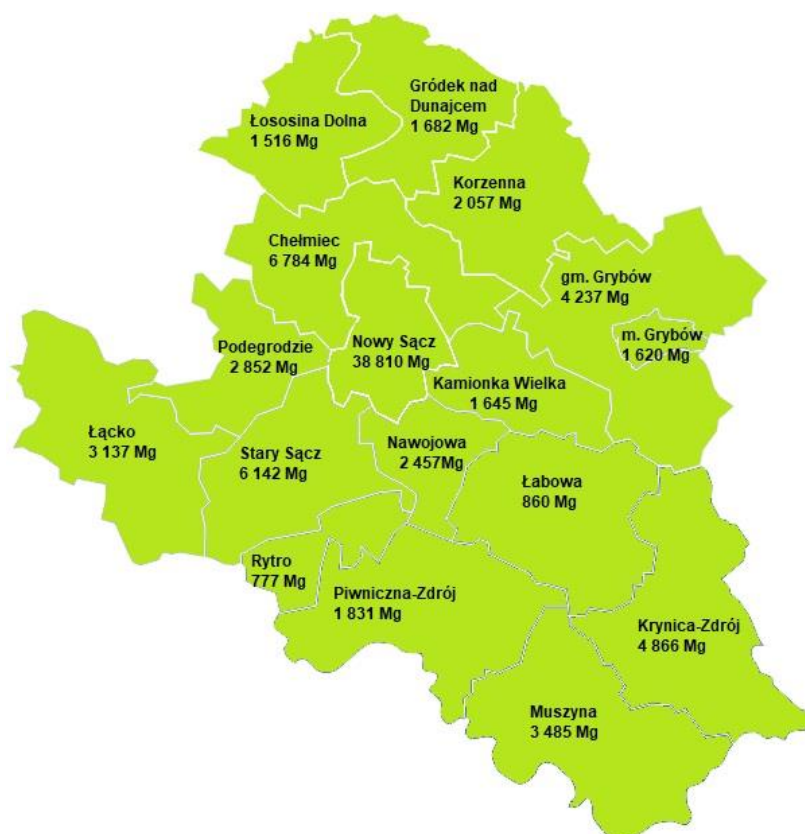 Gródek nad
Dunajcem
1 682 Mg
Łososina Dolna
1 516 Mg
Korzenna
2 057 Mg
Chełmiec
6 784 Mg
gm. Grybów
4 237 Mg
m. Grybów
1 620 Mg
Podegrodzie
2 852 Mg
Nowy Sącz
38 810 Mg
Kamionka Wielka
1 645 Mg
Łącko
3 137 Mg
Stary Sącz
6 142 Mg
Nawojowa
2 457Mg
Łabowa
860 Mg
Rytro
777 Mg
Piwniczna-Zdrój
1 831 Mg
Krynica-Zdrój
4 866 Mg
Muszyna
3 485 Mg